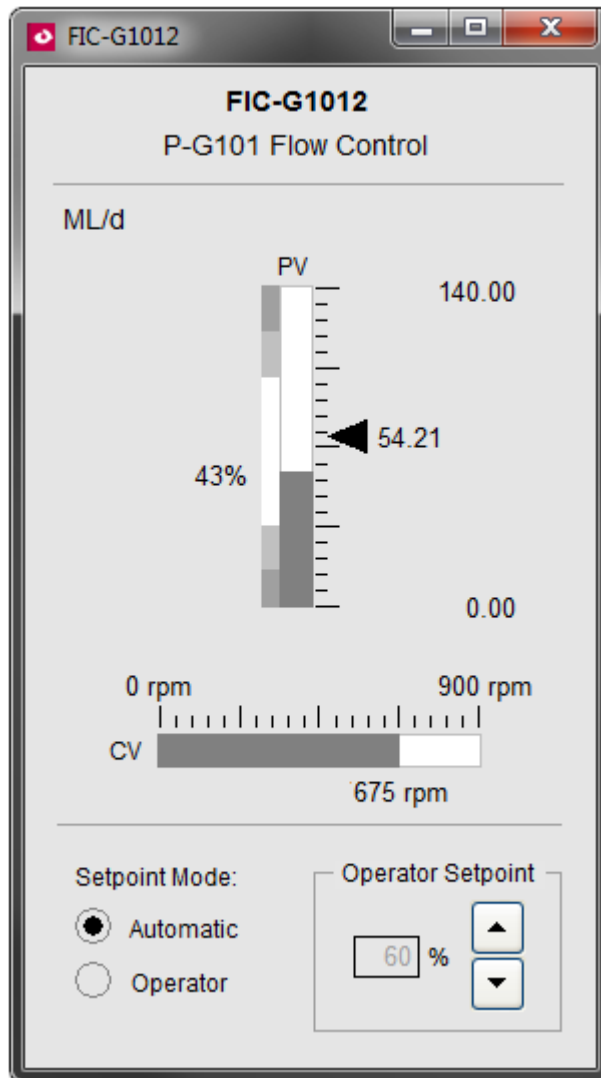 FIC-G1012
FIC-G1012
P-G101 Flow Control
ML/d
PV
140.00
54.21
43%
0.00
0 rpm 900 rpm
CV
675 rpm
Setpoint Mode:
Automatic
Operator
Operator Setpoint
60 %